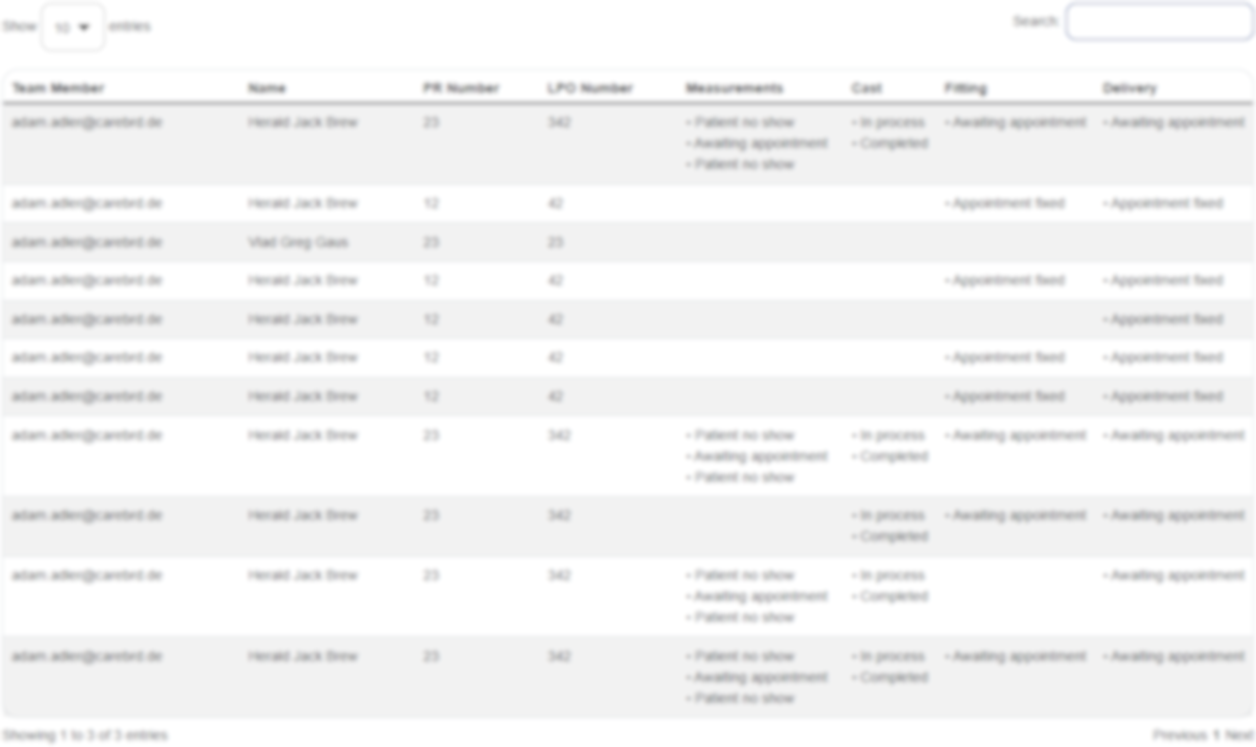 Show 10 entries Search:
Team Member Name PR Number LPO Number Measurements Cast Fitting Delivery
adam.adler@carebrd.de Herald Jack Brew 23 342 • Patient no show • In process • Awaiting appointment • Awaiting appointment
• Awaiting appointment • Completed
• Patient no show
adam.adler@carebrd.de Herald Jack Brew 12 42 • Appointment fixed • Appointment fixed
adam.adler@carebrd.de Vlad Greg Gaus 23 23
adam.adler@carebrd.de Herald Jack Brew 12 42 • Appointment fixed • Appointment fixed
adam.adler@carebrd.de Herald Jack Brew 12 42 • Appointment fixed
adam.adler@carebrd.de Herald Jack Brew 12 42 • Appointment fixed • Appointment fixed
adam.adler@carebrd.de Herald Jack Brew 12 42 • Appointment fixed • Appointment fixed
adam.adler@carebrd.de Herald Jack Brew 23 342 • Patient no show • In process • Awaiting appointment • Awaiting appointment
• Awaiting appointment • Completed
• Patient no show
adam.adler@carebrd.de Herald Jack Brew 23 342 • In process • Awaiting appointment • Awaiting appointment
• Completed
adam.adler@carebrd.de Herald Jack Brew 23 342 • Patient no show • In process • Awaiting appointment
• Awaiting appointment • Completed
• Patient no show
adam.adler@carebrd.de Herald Jack Brew 23 342 • Patient no show • In process • Awaiting appointment • Awaiting appointment
• Awaiting appointment • Completed
• Patient no show
Showing 1 to 3 of 3 entries Previous 1 Next